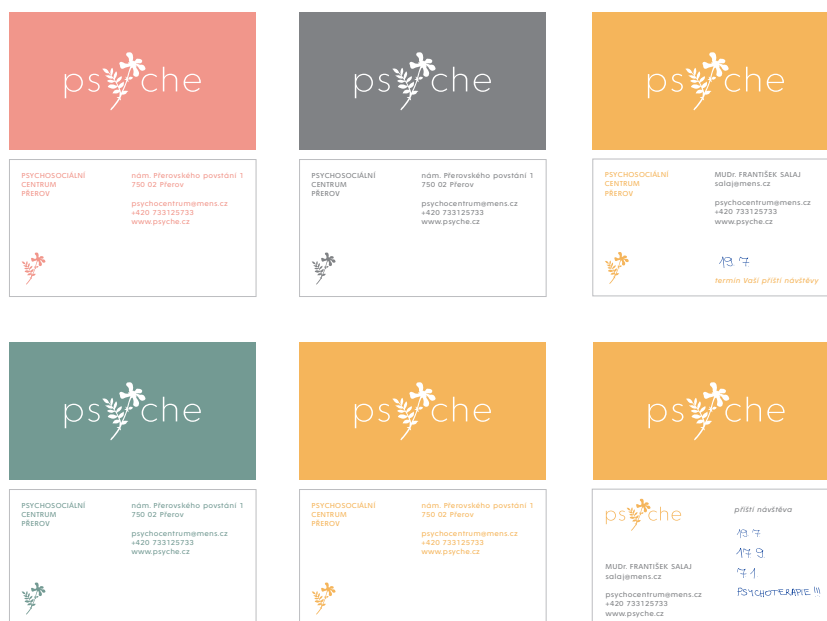 psyche
psyche
psyche
PSYCHOSOCIÁLNÍ
CENTRUM
PŘEROV
nám. Přerovského povstání 1
750 02 Přerov
psychocentrum@mens.cz
+420 733125733
www.psyche.cz
PSYCHOSOCIÁLNÍ
CENTRUM
PŘEROV
nám. Přerovského povstání 1
750 02 Přerov
psychocentrum@mens.cz
+420 733125733
www.psyche.cz
PSYCHOSOCIÁLNÍ
CENTRUM
PŘEROV
MUDr. FRANTIŠEK SALAJ
salaj@mens.cz
psychocentrum@mens.cz
+420 733125733
www.psyche.cz
19 7
termín Vaší příští návštěvy
psyche
psyche
psyche
PSYCHOSOCIÁLNÍ
CENTRUM
PŘEROV
nám. Přerovského povstání 1
750 02 Přerov
psychocentrum@mens.cz
+420 733125733
www.psyche.cz
PSYCHOSOCIÁLNÍ
CENTRUM
PŘEROV
nám. Přerovského povstání 1
750 02 Přerov
psychocentrum@mens.cz
+420 733125733
www.psyche.cz
psyche
MUDr. FRANTIŠEK SALAJ
salaj@mens.cz
psychocentrum@mens.cz
+420 733125733
www.psyche.cz
příští návštěva
19 7
17 9
7 1
PSYCHOTERAPIE !!!